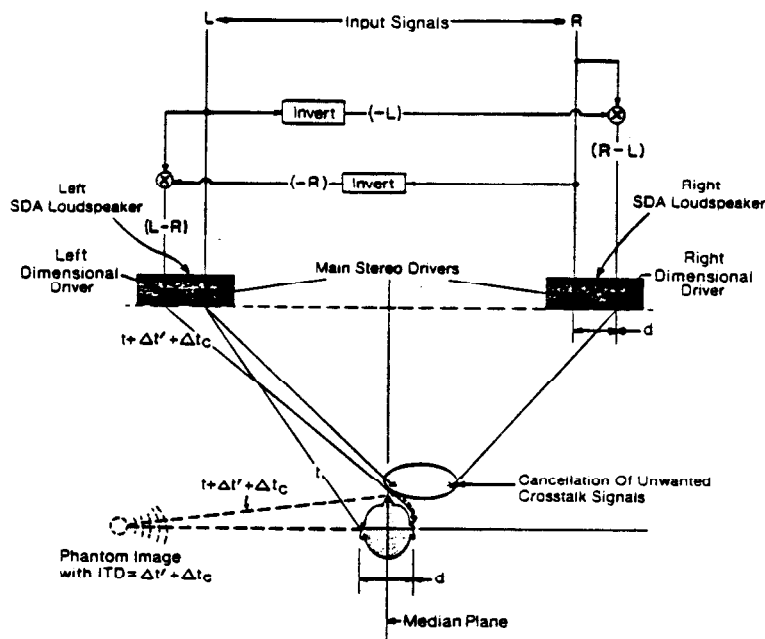 L
Input Signals
R
Invert
(-L)
(R-L)
(-R)
Invert
Left
SDA Loudspeaker
(L-R)
Right
SDA Loudspeaker
Left
Dimensional
Driver
Main Stereo Drivers
Right
Dimensional
Driver
t+Δt′+Δtc
d
t
t+Δt′+Δtc
Cancellation Of Unwanted
Crosstalk Signals
Phantom Image
with ITD=Δt′+Δtc
d
Median Plane